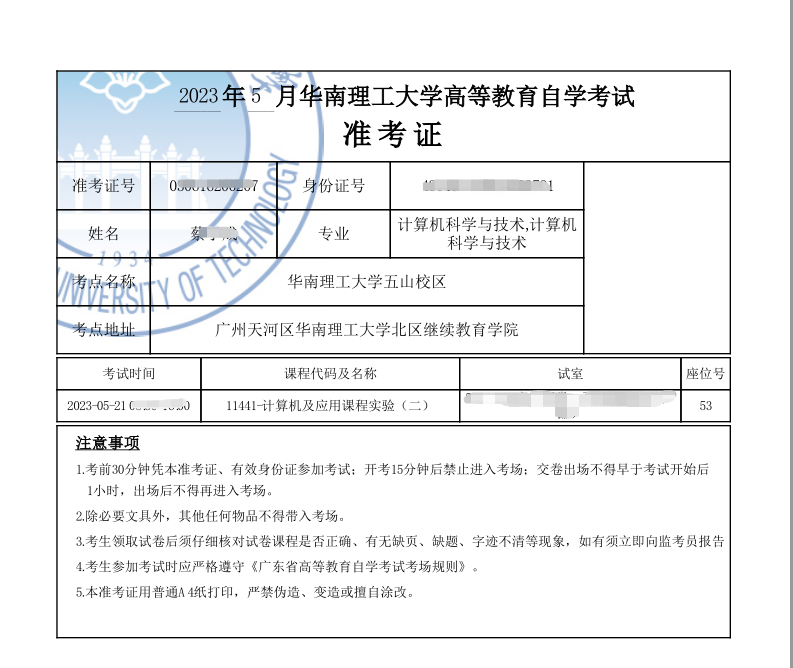 2023年 5 月华南理工大学高等教育自学考试
准考证
准考证号
身份证号
姓名
专业
计算机科学与技术,计算机
科学与技术
考点名称
华南理工大学五山校区
考点地址
广州天河区华南理工大学北区继续教育学院
1934
UNIVERSITY OF TECHNOLOGY
考试时间
课程代码及名称
试室
座位号
2023-05-21
11441-计算机及应用课程实验（二）
53
注意事项
1.考前30分钟凭本准考证、有效身份证参加考试；开考15分钟后禁止进入考场；交卷出场不得早于考试开始后
1小时，出场后不得再进入考场。
2.除必要文具外，其他任何物品不得带入考场。
3.考生领取试卷后须仔细核对试卷课程是否正确、有无缺页、缺题、字迹不清等现象，如有须立即向监考员报告
4.考生参加考试时应严格遵守《广东省高等教育自学考试考场规则》。
5.本准考证用普通A4纸打印，严禁伪造、变造或擅自涂改。